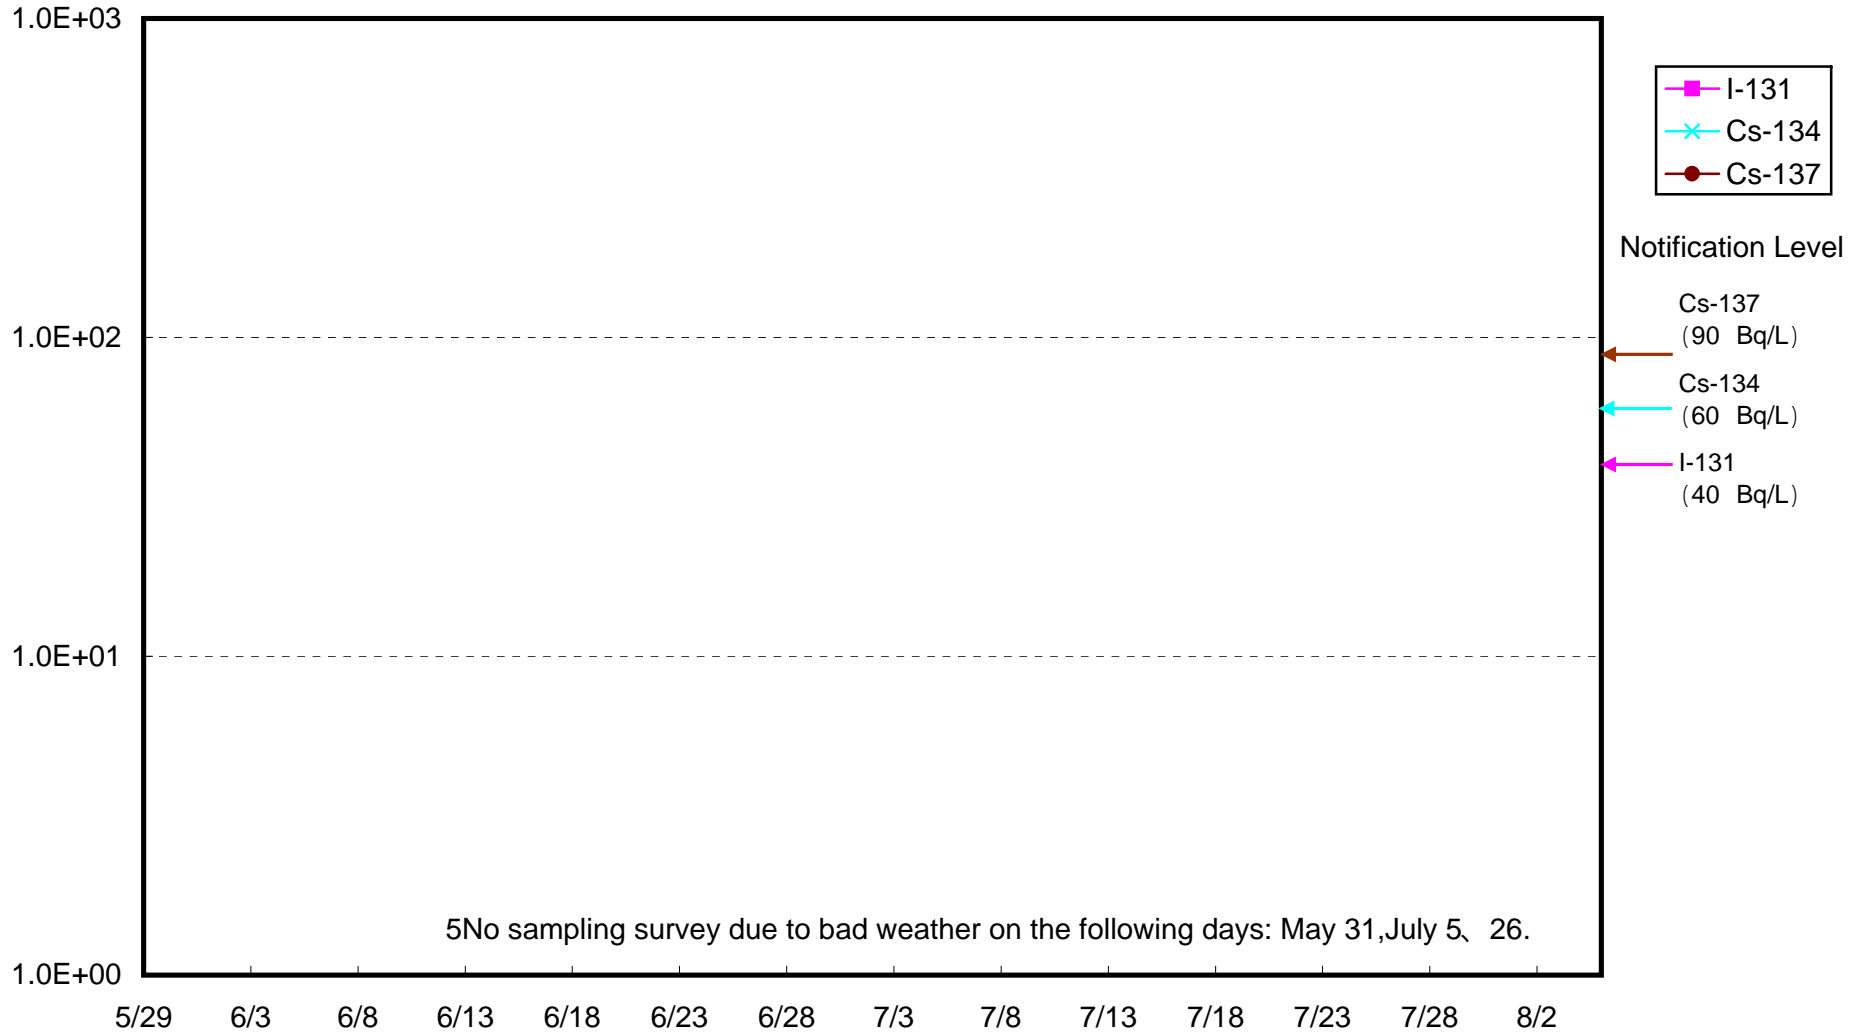 1.0E+03
1.0E+02
1.0E+01
1.0E+00
5/29 6/3 6/8 6/13 6/18 6/23 6/28 7/3 7/8 7/13 7/18 7/23 7/28 8/2
5No sampling survey due to bad weather on the following days: May 31,July 5、 26.
I-131
Cs-134
Cs-137
Notification Level
Cs-137
(90 Bq/L)
Cs-134
(60 Bq/L)
I-131
(40 Bq/L)